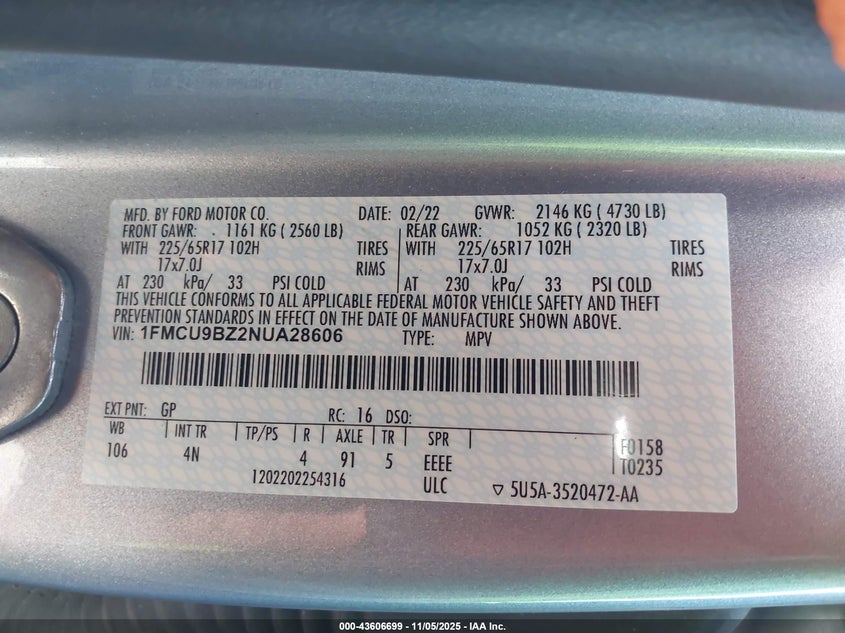 MFD. BY FORD MOTOR CO. DATE: 02/22 GVWR: 2146 KG ( 4730 LB)
FRONT GAWR: . 1161 KG ( 2560 LB) REAR GAWR: 1052 KG ( 2320 LB)
WITH 225/65R17 102H TIRES WITH 225/65R17 102H TIRES
17x7.0J RIMS 17x7.0J RIMS
AT 230 kPa/ 33 PSI COLD AT 230 kPa/ 33 PSI COLD
THIS VEHICLE CONFORMS TO ALL APPLICABLE FEDERAL MOTOR VEHICLE SAFETY AND THEFT
PREVENTION STANDARDS IN EFFECT ON THE DATE OF MANUFACTURE SHOWN ABOVE.
VIN: 1FMCU9BZ2NUA28606 TYPE: MPV
EXT PNT: GP RC: 16 DSO:
WB INT TR TP/PS R AXLE TR SPR F0158
106 4N 4 91 5 EEEE T0235
1202202254316 ULC ▽ 5U5A-3520472-AA
000-43606699 - 11/05/2025 - IAA Inc.